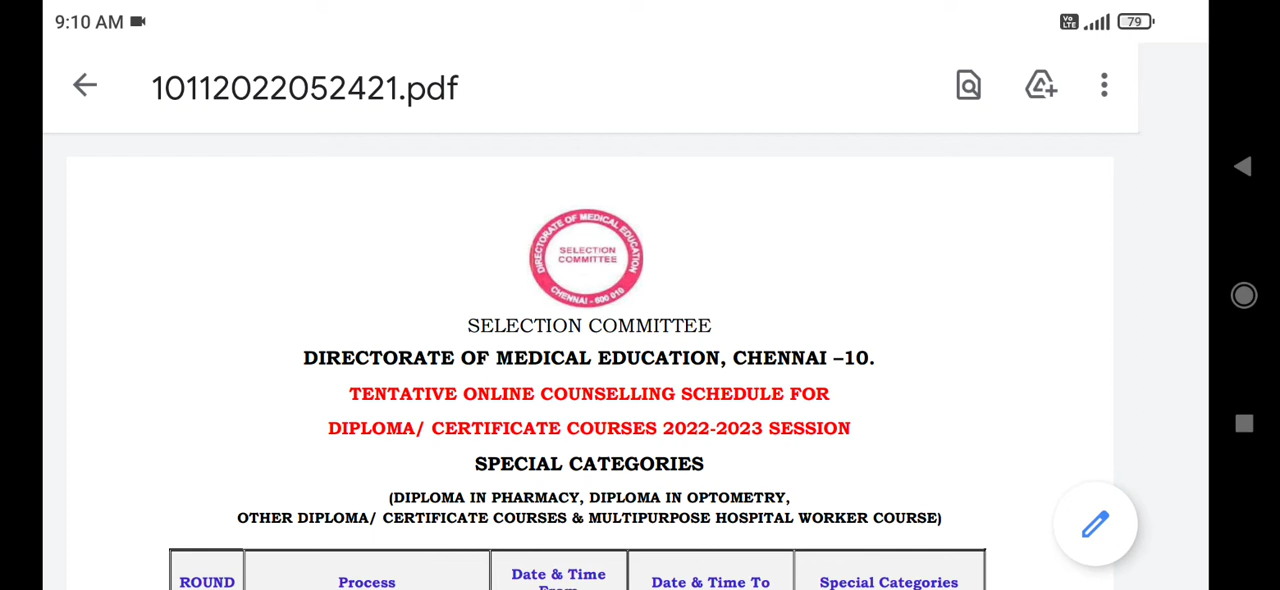 9:10 AM
Vo
LTE
79
10112022052421.pdf
DIRECTORATE OF MEDICAL EDUCATION
SELECTION
COMMITTEE
CHENNAI - 600 010
SELECTION COMMITTEE
DIRECTORATE OF MEDICAL EDUCATION, CHENNAI –10.
TENTATIVE ONLINE COUNSELLING SCHEDULE FOR
DIPLOMA/ CERTIFICATE COURSES 2022-2023 SESSION
SPECIAL CATEGORIES
(DIPLOMA IN PHARMACY, DIPLOMA IN OPTOMETRY,
OTHER DIPLOMA/ CERTIFICATE COURSES & MULTIPURPOSE HOSPITAL WORKER COURSE)
ROUND Process Date & Time From Date & Time To Special Categories